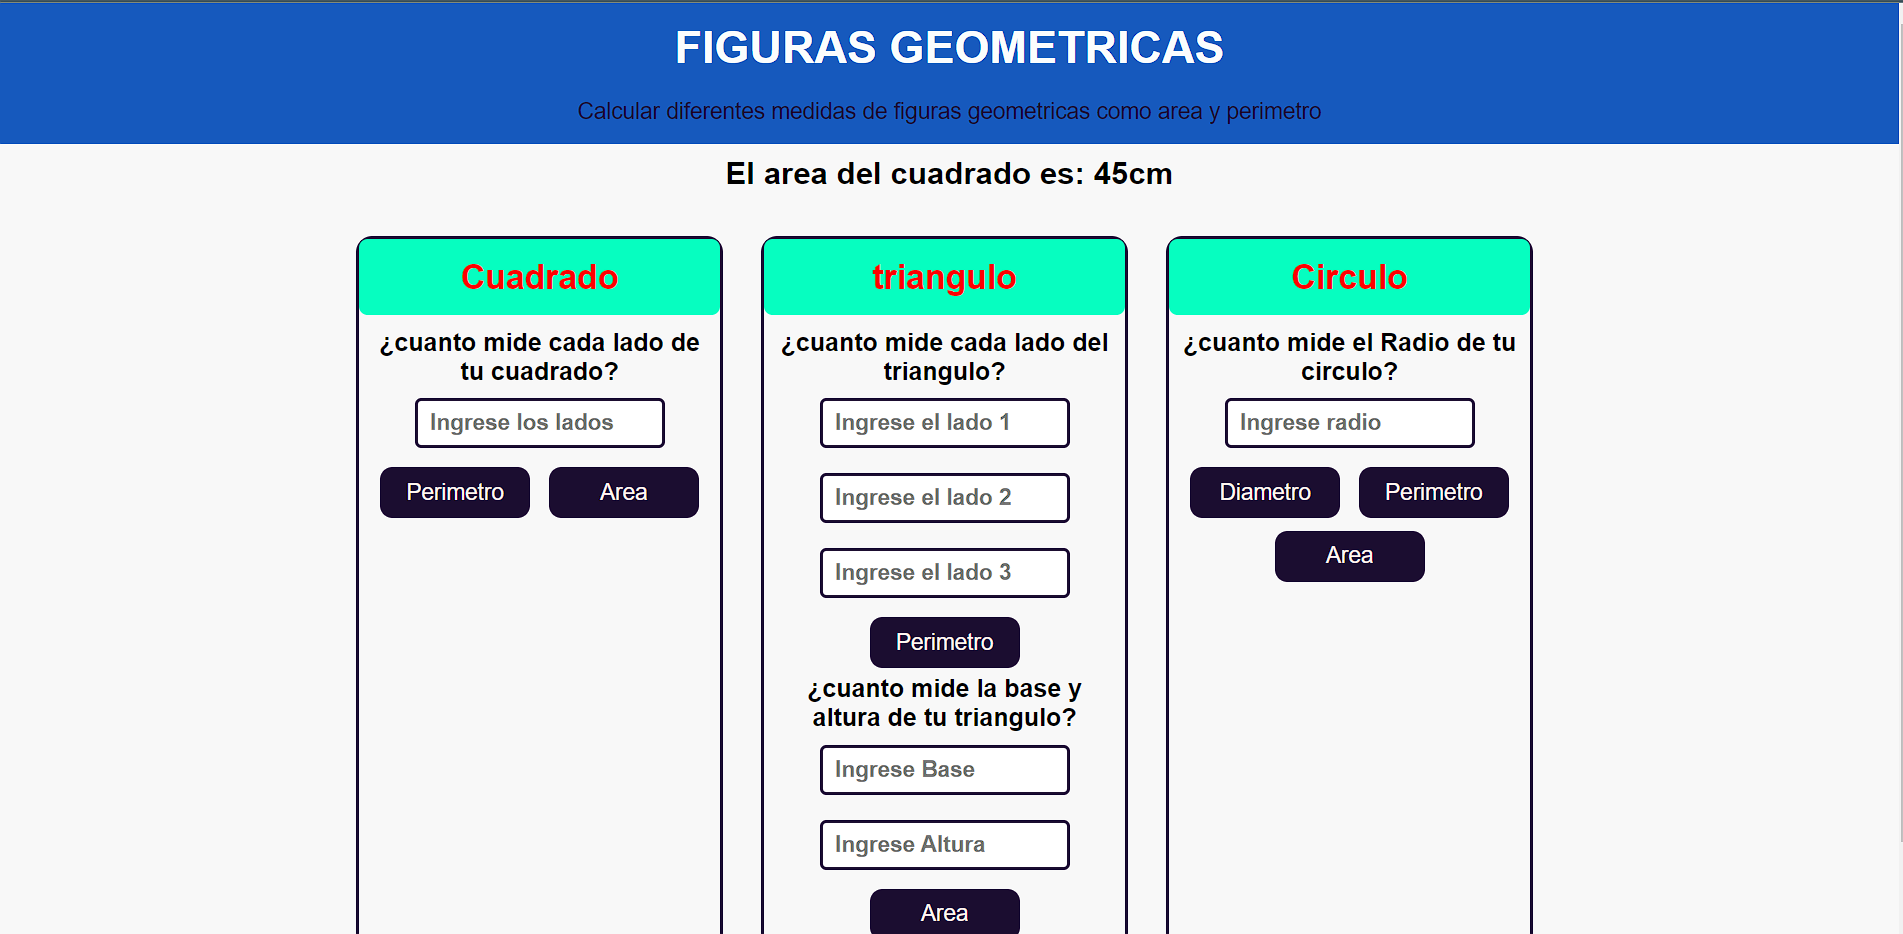 FIGURAS GEOMETRICAS
Calcular diferentes medidas de figuras geometricas como area y perimetro
El area del cuadrado es: 45cm
Cuadrado
¿cuanto mide cada lado de
tu cuadrado?
Ingrese los lados
Perimetro
Area
triangulo
¿cuanto mide cada lado del
triangulo?
Ingrese el lado 1
Ingrese el lado 2
Ingrese el lado 3
Perimetro
¿cuanto mide la base y
altura de tu triangulo?
Ingrese Base
Ingrese Altura
Area
Circulo
¿cuanto mide el Radio de tu
circulo?
Ingrese radio
Diametro
Perimetro
Area